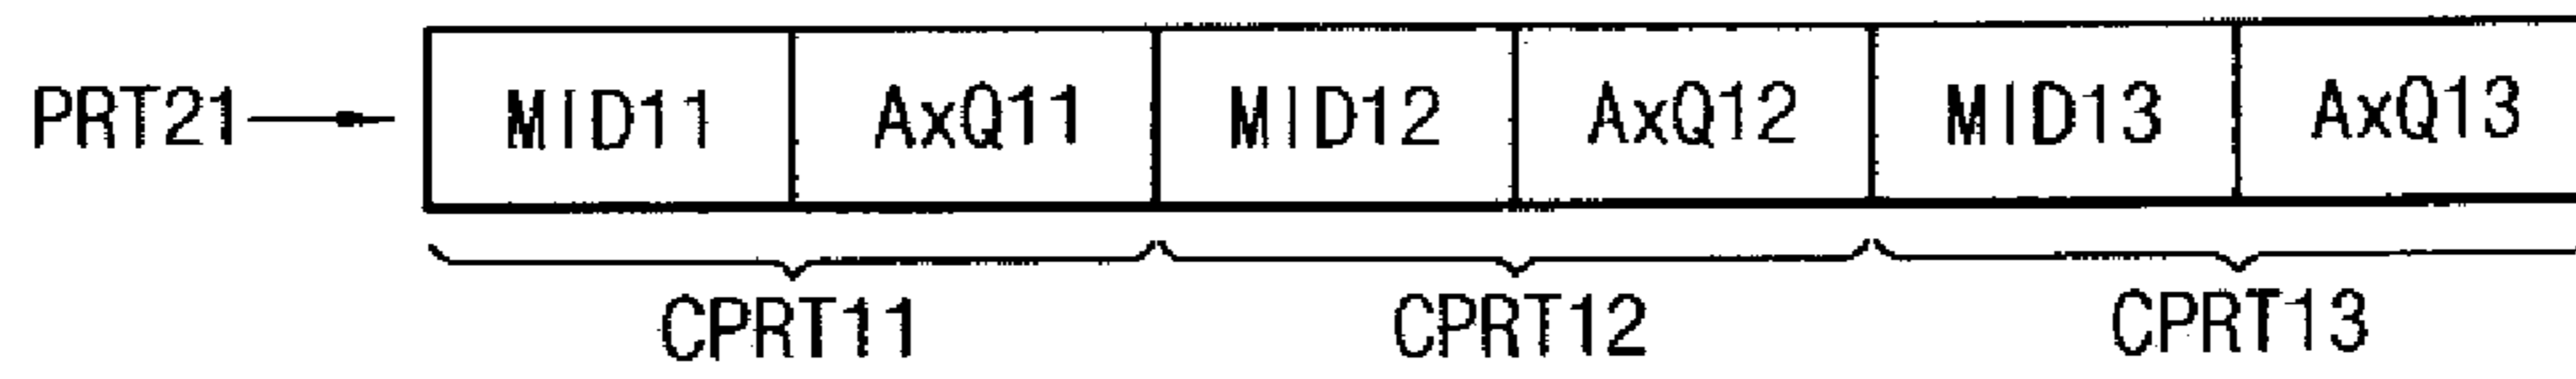 PRT21 MID11 AxQ11 MID12 AxQ12 MID13 AxQ13
CPRT11 CPRT12 CPRT13